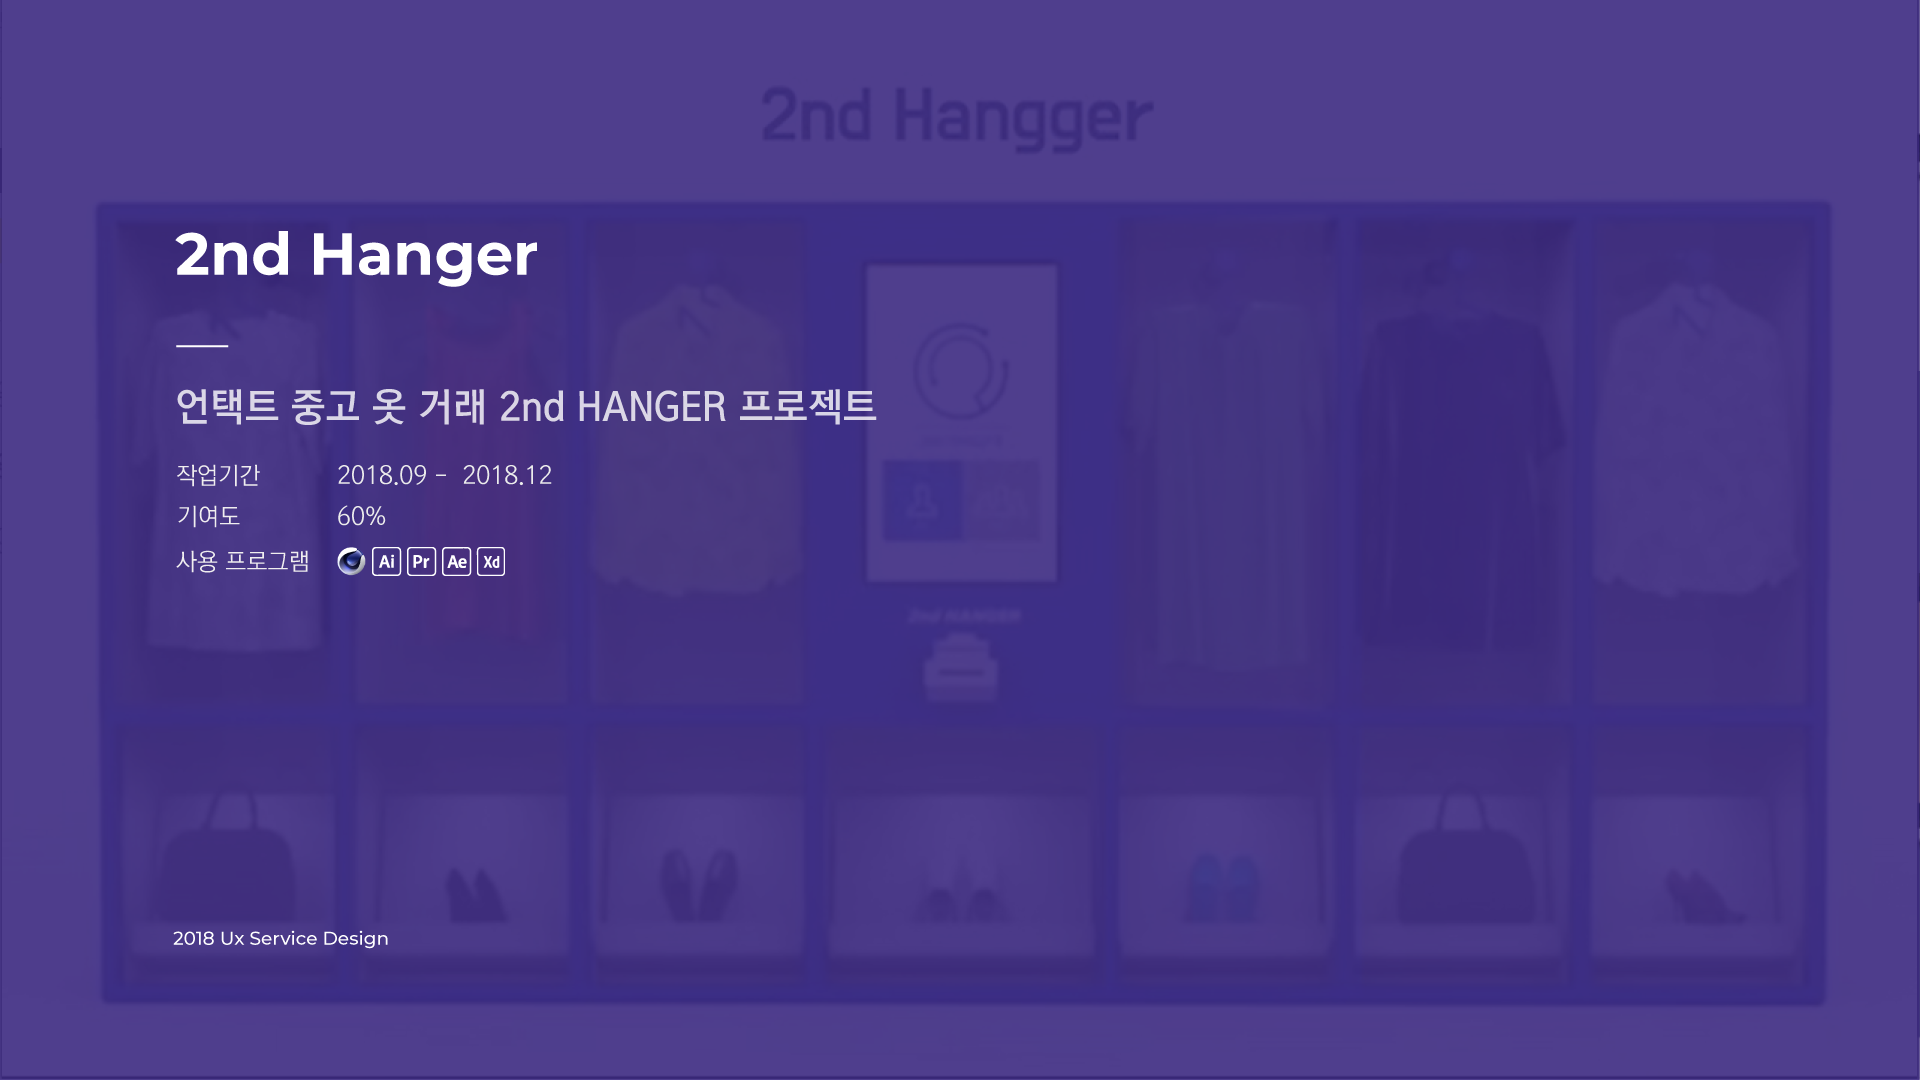 2nd Hangger
2nd Hanger
언택트 중고 옷 거래 2nd HANGER 프로젝트
작업기간 2018.09 - 2018.12
기여도 60%
사용 프로그램 Ai Pr Ae Xd
2nd HANGER
2018 Ux Service Design